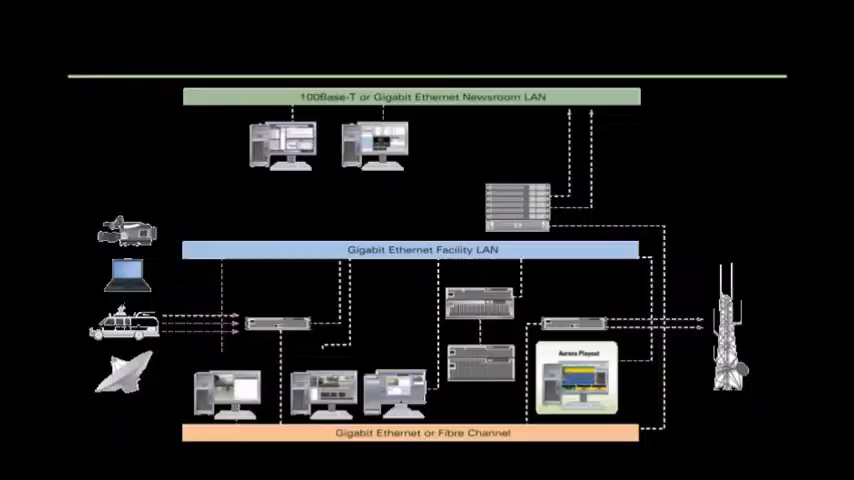 100Base-T or Gigabit Ethernet Newsroom LAN
Gigabit Ethernet Facility LAN
Aurora Playout
Gigabit Ethernet or Fibre Channel